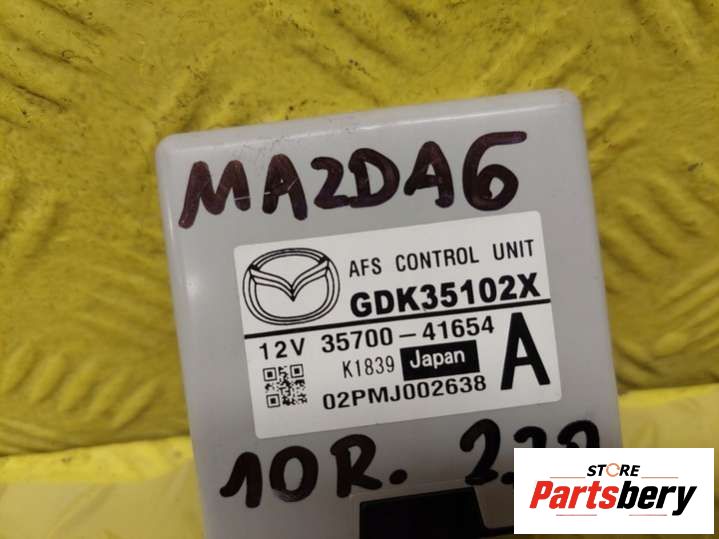 MAZDA6
AFS CONTROL UNIT
GDK35102X
12V 35700-41654
K1839 Japan A
02PMJ002638
10R.
STORE
Partsbery